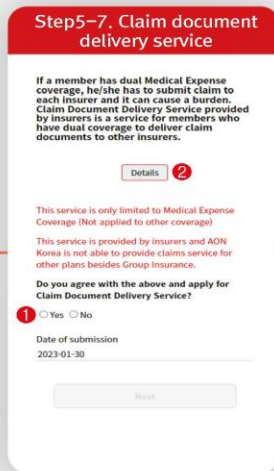 Step5-7. Claim document
delivery service
If a member has dual Medical Expense
coverage, he/she has to submit claim to
each insurer and it can cause a burden.
Claim Document Delivery Service provided
by insurers is a service for members who
have dual coverage to deliver claim
documents to other insurers.
Details 2
This service is only limited to Medical Expense
Coverage (Not applied to other coverage)
This service is provided by insurers and AON
Korea is not able to provide claims service for
other plans besides Group Insurance.
Do you agree with the above and apply for
Claim Document Delivery Service?
1 Yes No
Date of submission
2023-01-30
Next